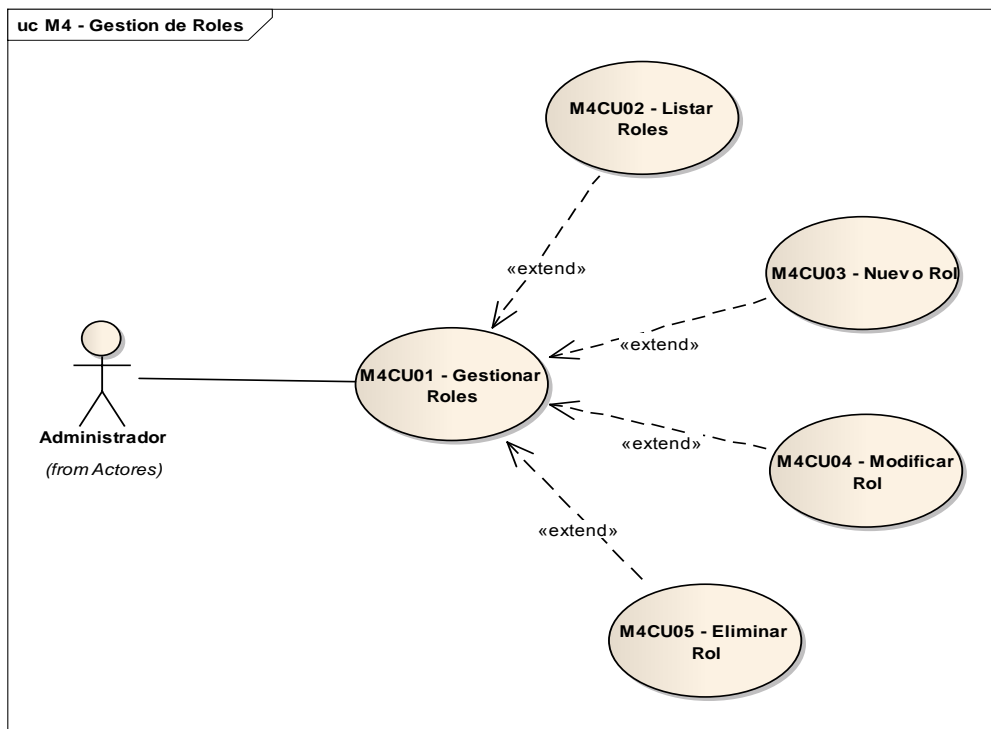 uc M4 - Gestion de Roles
M4CU02 - Listar
Roles
M4CU03 - Nuevo Rol
«extend»
«extend»
M4CU01 - Gestionar
Roles
Administrador
(from Actores)
«extend»
M4CU04 - Modificar
Rol
«extend»
M4CU05 - Eliminar
Rol